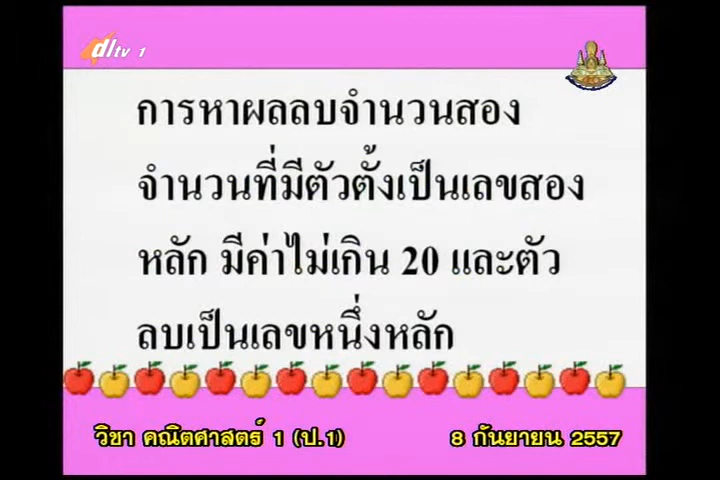 dltv 1
การหาผลลบจำนวนสอง
จำนวนที่มีตัวตั้งเป็นเลขสอง
หลัก มีค่าไม่เกิน 20 และตัว
ลบเป็นเลขหนึ่งหลัก
วิชา คณิตศาสตร์ 1 (ป.1) 8 กันยายน 2557